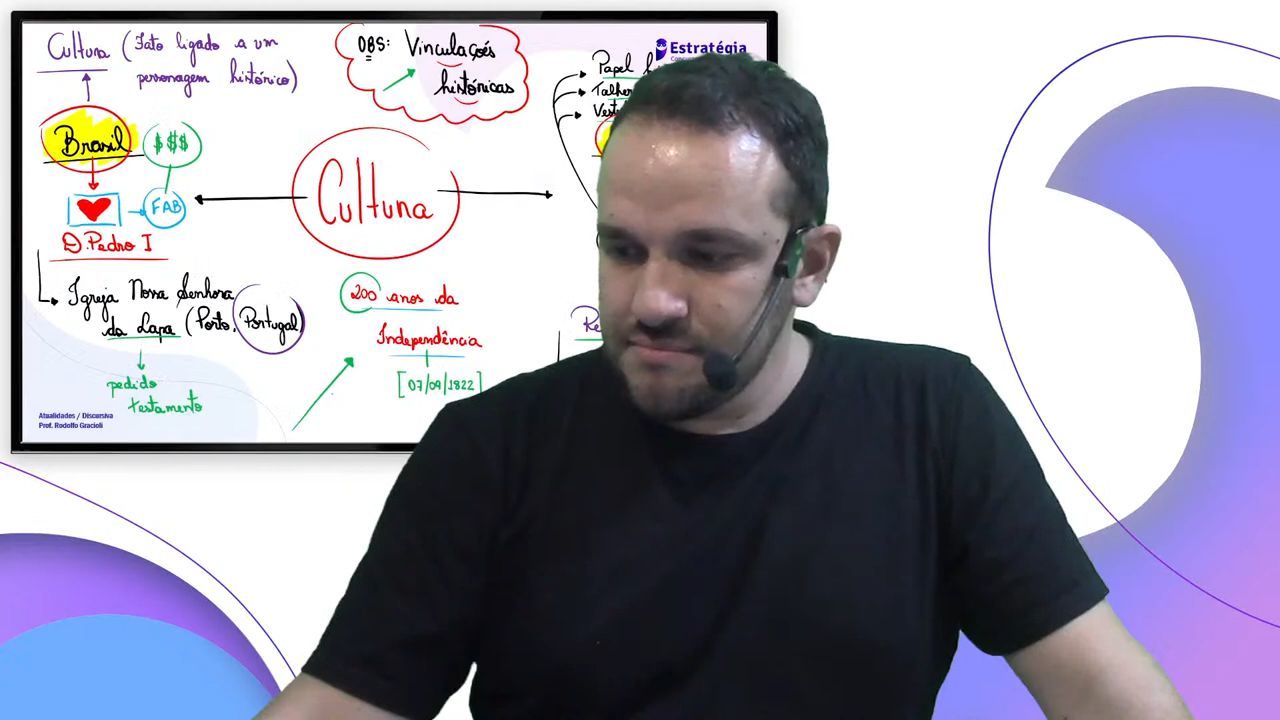 Cultura (Fato ligado a um
personagem histórico)
OBS: Vinculações
históricas
Estratégia
Papel
Brasil
$$$
FAB
D. Pedro I
Cultura
Igreja Nossa Senhora
da Lapa (Porto, Portugal)
pedido
testamento
200 anos da
Independência
[07/09/1822]
Atualidades / Discursiva
Prof. Rodolfo Gracioli